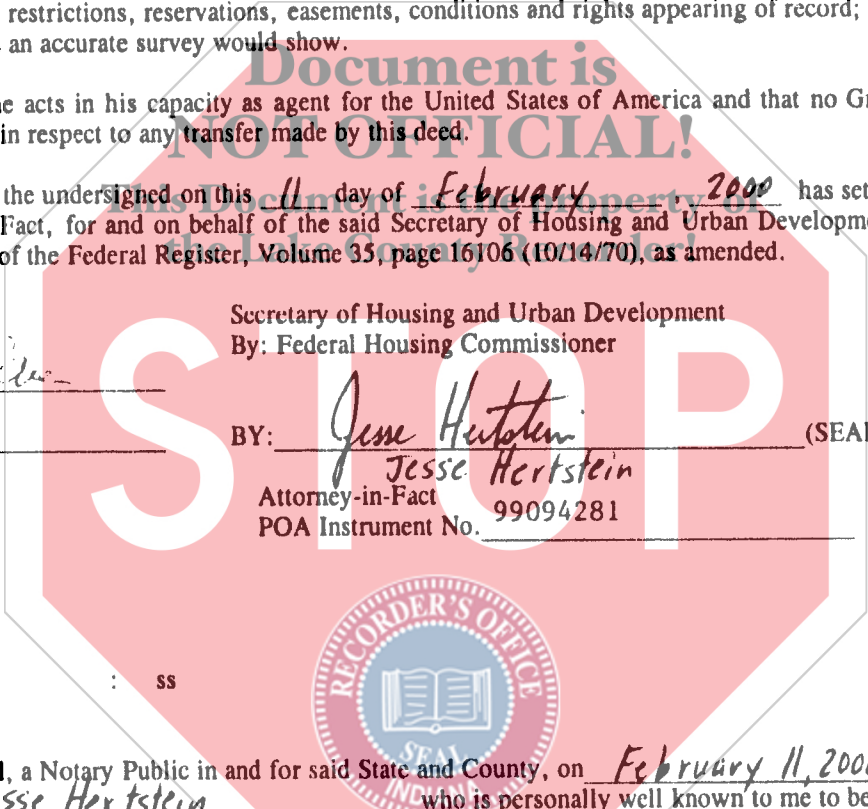 restrictions, reservations, easements, conditions and rights appearing of record;
an accurate survey would show.
Document is
e acts in his capacity as agent for the United States of America and that no Gr
NOT OFFICIAL!
in respect to any transfer made by this deed.
the undersigned on this 11 day of February, 2000 has set
This Document is the property of
Fact, for and on behalf of the said Secretary of Housing and Urban Developme
the Lake County Recorder!
of the Federal Register, Volume 35, page 16106 (10/14/70), as amended.
Secretary of Housing and Urban Development
By: Federal Housing Commissioner
STOP
BY: Jesse Hertstein (SEAL
Jesse Hertstein
Attorney-in-Fact
POA Instrument No. 99094281
RECORDER'S OFFICE
: ss
SEAL
INDIANA
, a Notary Public in and for said State and County, on February 11, 200
sse Hertstein who is personally well known to me to be